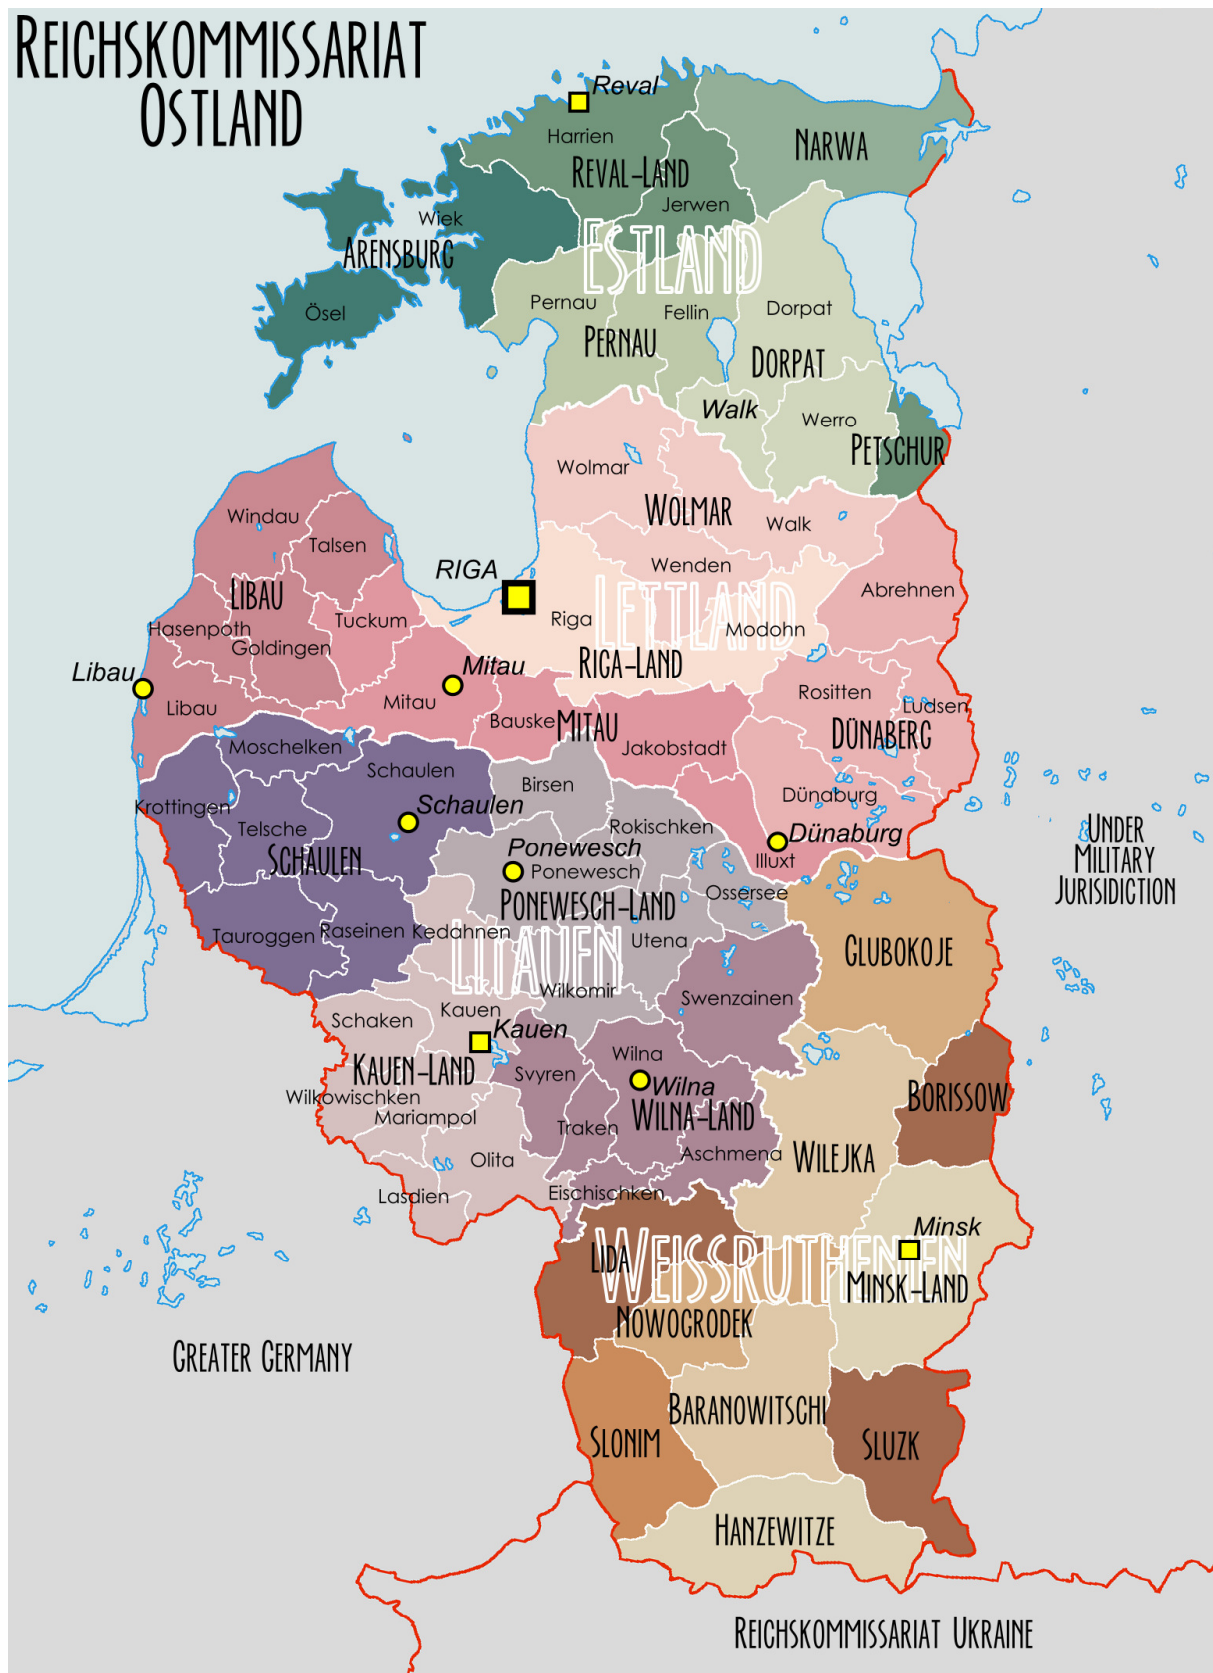 REICHSKOMMISSARIAT
OSTLAND
Reval
Harrien
REVAL-LAND
NARWA
Jerwen
Wiek
ARENSBURG
ESTLAND
Ösel
Pernau
Fellin
Dorpat
PERNAU
DORPAT
Walk
Werro
PETSCHUR
Wolmar
WOLMAR
Walk
Windau
Talsen
RIGA
Wenden
Abrehnen
LIBAU
LETTLAND
Tuckum
Riga
Modohn
Hasenpoth
Goldingen
RIGA-LAND
Libau
Mitau
Mitau
Rositten
Ludsen
Libau
Bauske
MITAU
DÜNABERG
Moschelken
Jakobstadt
Schaulen
Birsen
Dünaburg
Krottingen
Schaulen
Telsche
Rokischken
Dünaburg
Ponewesch
SCHAULEN
Illuxt
Ponewesch
Ossersee
PONEWESCH-LAND
UNDER
MILITARY
JURISIDICTION
Tauroggen
Raseinen
Kedahnen
Utena
LITAUEN
GLUBOKOJE
Wilkomir
Swenzainen
Schaken
Kauen
Kauen
Wilna
KAUEN-LAND
Svyren
Wilna
Wilkowischken
Mariampol
WILNA-LAND
BORISSOW
Traken
Aschmena
WILEJKA
Olita
Lasdien
Eischischken
Minsk
LIDA
WEISSRUTHENIEN
MINSK-LAND
NOWOGRODEK
GREATER GERMANY
BARANOWITSCHI
SLONIM
SLUZK
HANZEWITZE
REICHSKOMMISSARIAT UKRAINE